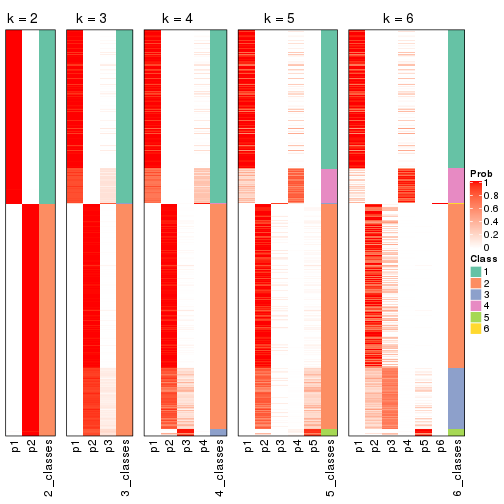 k = 2
k = 3
k = 4
k = 5
k = 6
Prob
1
0.8
0.6
0.4
0.2
0
Class
1
2
3
4
5
6
p1
p2
2_classes
p1
p2
p3
3_classes
p1
p2
p3
p4
4_classes
p1
p2
p3
p4
p5
5_classes
p1
p2
p3
p4
p5
p6
6_classes